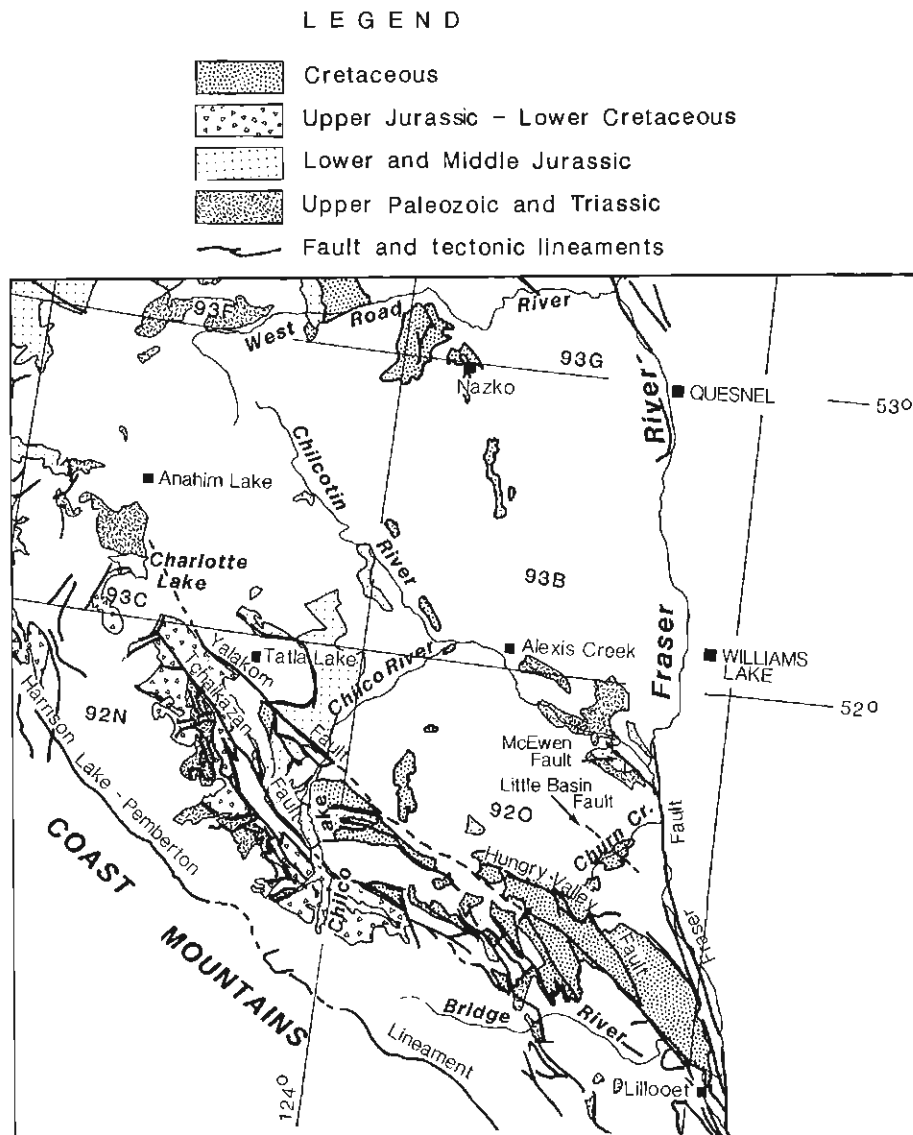 LEGEND
Cretaceous
Upper Jurassic – Lower Cretaceous
Lower and Middle Jurassic
Upper Paleozoic and Triassic
Fault and tectonic lineaments
93F
West Road River
93G
Nazko
River
QUESNEL
53º
Chilcotin River
Anahim Lake
Charlotte Lake
93B
93C
Fraser
Yalakom Fault
Tatla Lake
Alexis Creek
Chilco River
WILLIAMS LAKE
Tchaikazan Fault
52º
92N
Harrison Lake – Pemberton
McEwen Fault
Little Basin Fault
92O
Churn Cr.
Fault
Lake
Hungry Valley Fault
Chilco
Fraser
COAST MOUNTAINS
Bridge River
Lineament
Lillooet
124º